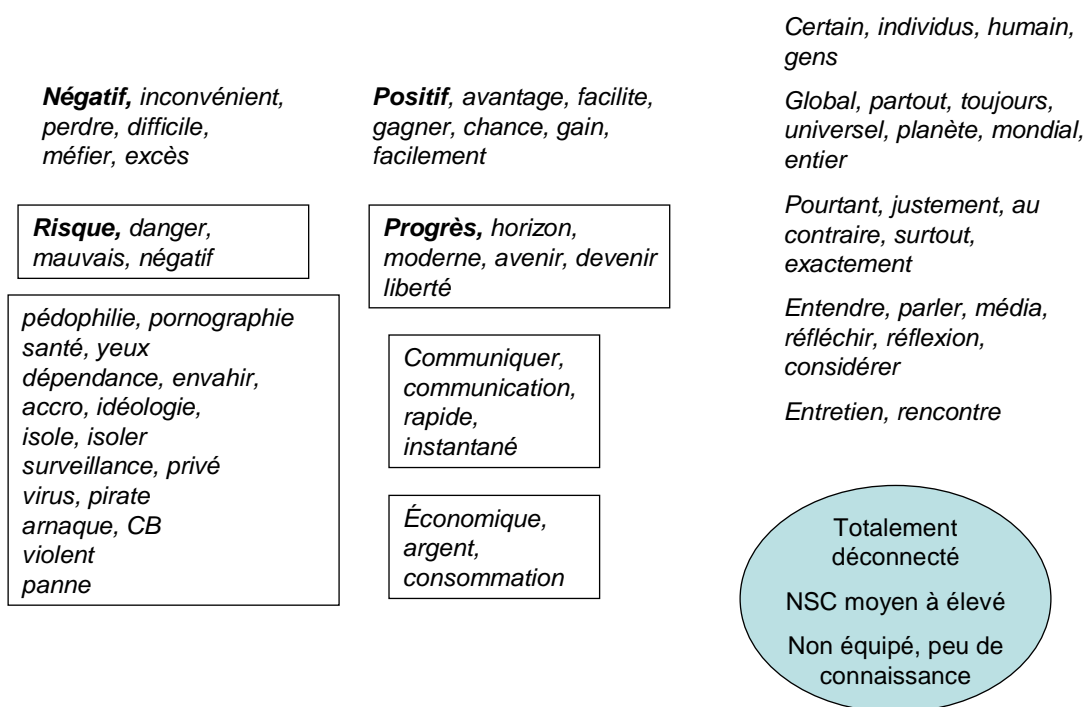 Négatif, inconvénient,
perdre, difficile,
méfier, excès
Risque, danger,
mauvais, négatif
pédophilie, pornographie
santé, yeux
dépendance, envahir,
accro, idéologie,
isole, isoler
surveillance, privé
virus, pirate
arnaque, CB
violent
panne
Positif, avantage, facilite,
gagner, chance, gain,
facilement
Progrès, horizon,
moderne, avenir, devenir
liberté
Communiquer,
communication,
rapide,
instantané
Économique,
argent,
consommation
Certain, individus, humain,
gens
Global, partout, toujours,
universel, planète, mondial,
entier
Pourtant, justement, au
contraire, surtout,
exactement
Entendre, parler, média,
réfléchir, réflexion,
considérer
Entretien, rencontre
Totalement
déconnecté
NSC moyen à élevé
Non équipé, peu de
connaissance